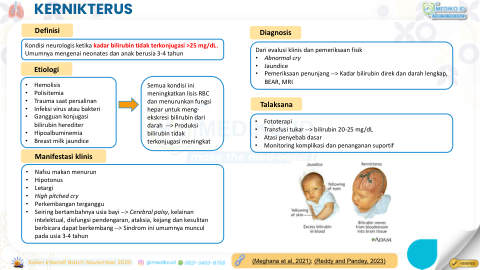 KERNIKTERUS
MEDIKO.ID
Definisi
Kondisi neurologis ketika kadar bilirubin tidak terkonjugasi >25 mg/dL.
Umumnya mengenai neonates dan anak berusia 3-4 tahun
Etiologi
• Hemolisis
• Polisitemia
• Trauma saat persalinan
• Infeksi virus atau bakteri
• Gangguan konjugasi
bilirubin herediter
• Hipoalbuminemia
• Breast milk jaundice
Semua kondisi ini
meningkatkan lisis RBC
dan menurunkan fungsi
hepar untuk meng-
ekskresi bilrubin dari
darah --> Produksi
bilirubin tidak
terkonjugasi meningkat
Manifestasi klinis
• Nafsu makan menurun
• Hipotonus
• Letargi
• High pitched cry
• Perkembangan terganggu
• Seiring bertambahnya usia bayi --> Cerebral palsy, kelainan
intelektual, disfungsi pendengaran, ataksia, kejang dan kesulitan
berbicara dapat berkembang --> Sindrom ini umumnya muncul
pada usia 3-4 tahun
Diagnosis
Dari evaluasi klinis dan pemeriksaan fisik
• Abnormal cry
• Jaundice
• Pemeriksaan penunjang --> Kadar bilirubin direk dan darah lengkap,
BEAR, MRI.
Talaksana
• Fototerapi
• Transfusi tukar --> bilirubin 20-25 mg/dL
• Atasi penyebab dasar
• Monitoring komplikasi dan penanganan suportif
Jaundice
Kernicterus
Yellowing
of eyes
Yellowing
of skin
Excess bilirubin
in blood
Bilirubin moves
from bloodstream
into brain tissue
ADAM.
(Meghana et al, 2021); (Reddy and Pandey, 2023)